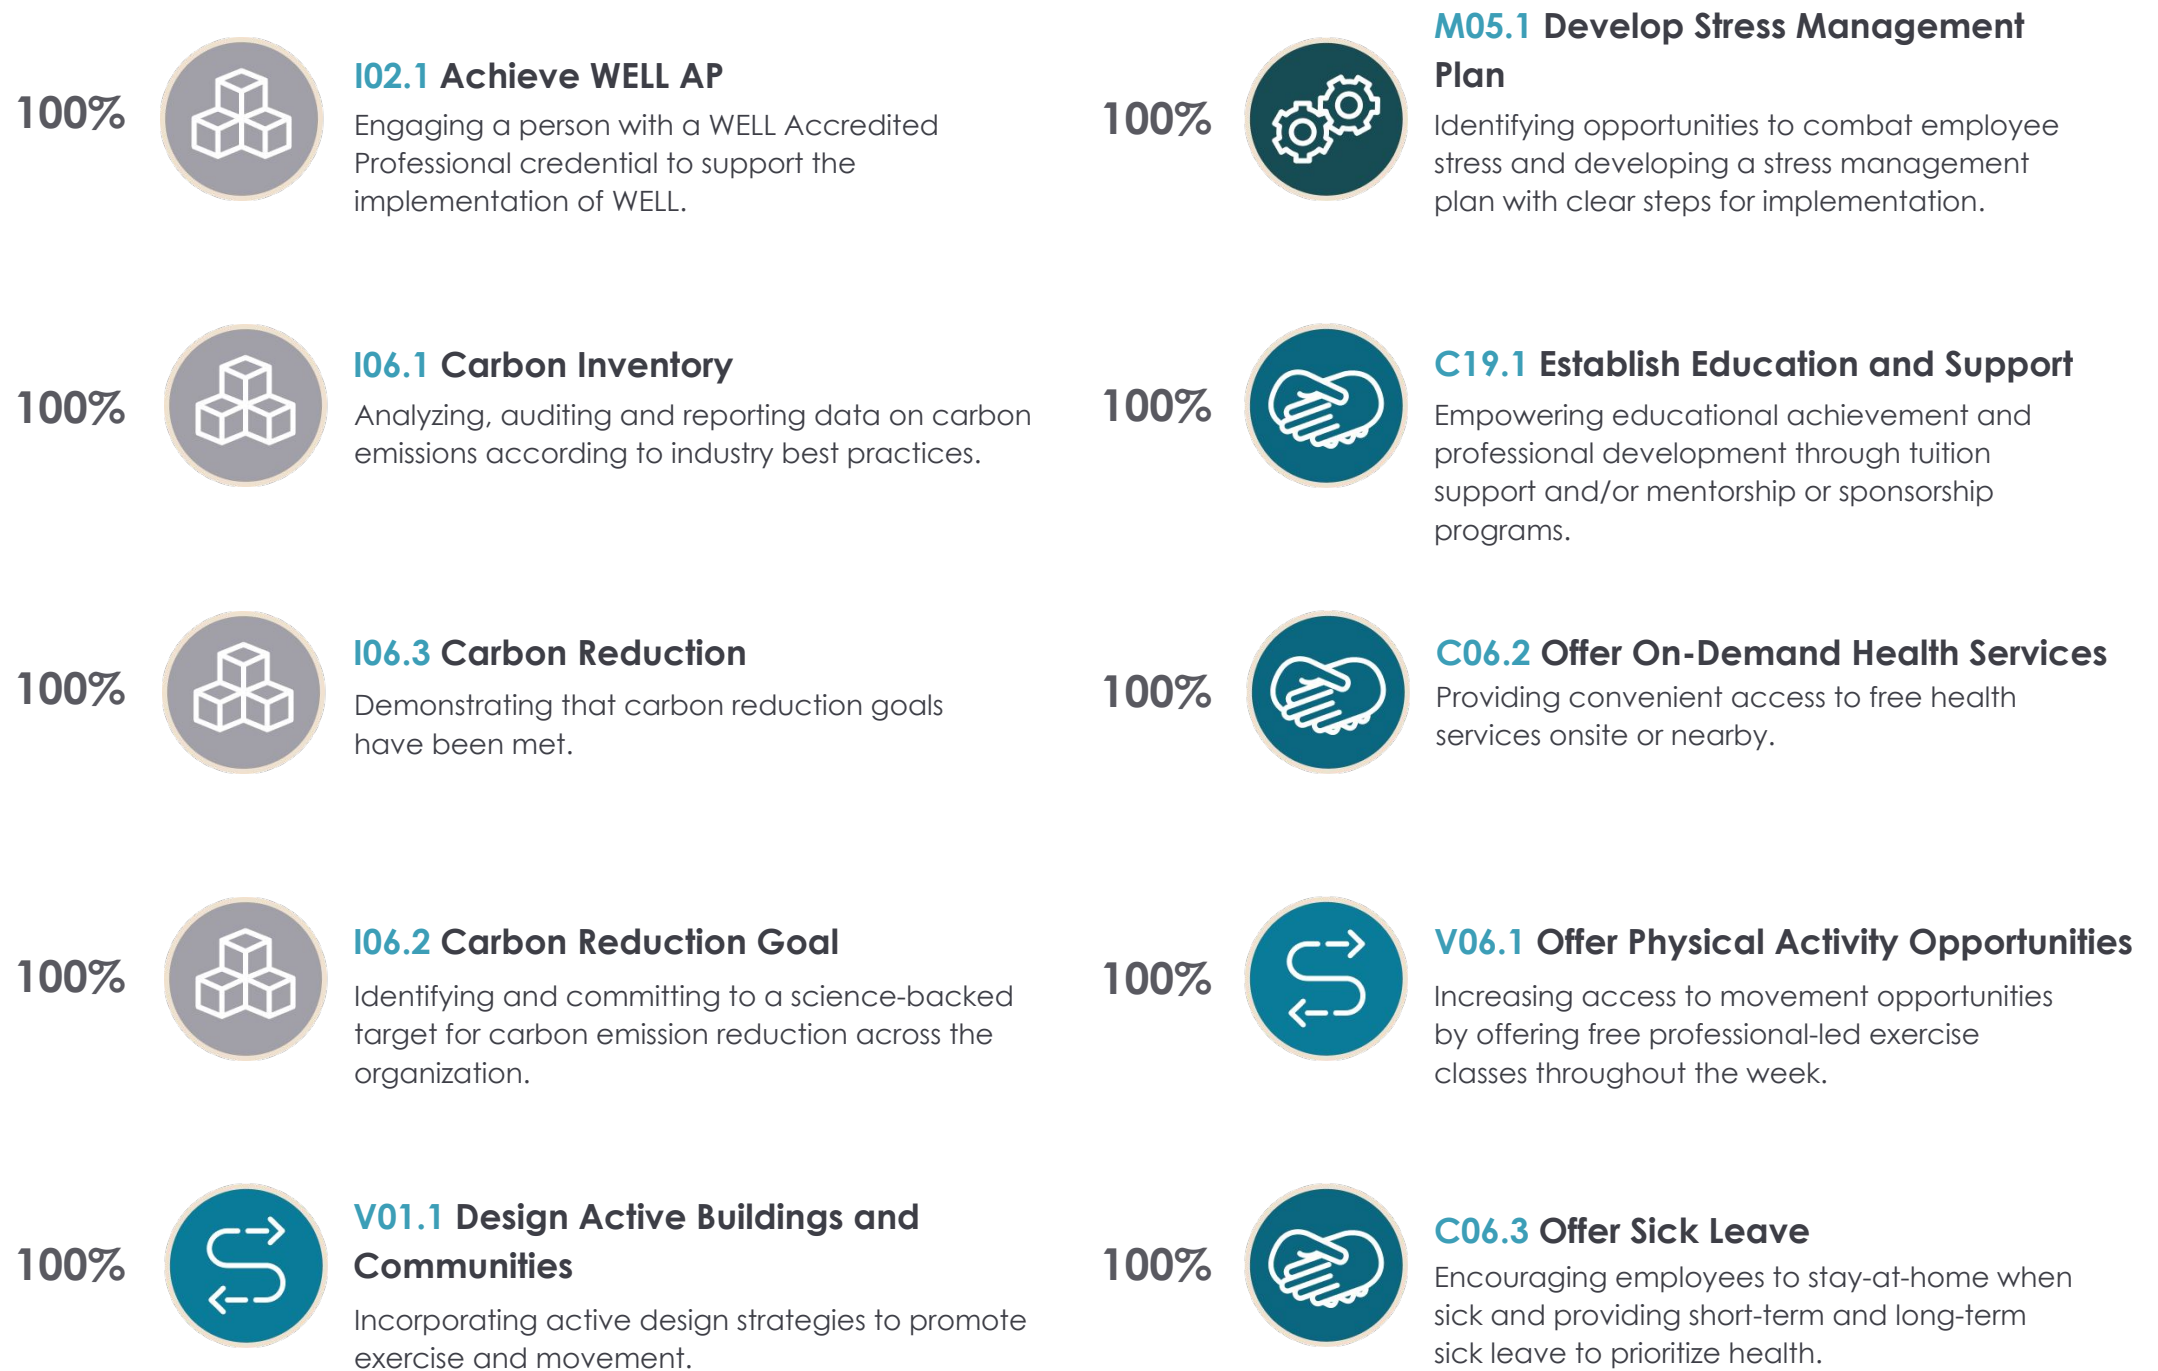 100%
I02.1 Achieve WELL AP
Engaging a person with a WELL Accredited
Professional credential to support the
implementation of WELL.
100%
I06.1 Carbon Inventory
Analyzing, auditing and reporting data on carbon
emissions according to industry best practices.
100%
I06.3 Carbon Reduction
Demonstrating that carbon reduction goals
have been met.
100%
I06.2 Carbon Reduction Goal
Identifying and committing to a science-backed
target for carbon emission reduction across the
organization.
100%
V01.1 Design Active Buildings and
Communities
Incorporating active design strategies to promote
exercise and movement.
100%
M05.1 Develop Stress Management
Plan
Identifying opportunities to combat employee
stress and developing a stress management
plan with clear steps for implementation.
100%
C19.1 Establish Education and Support
Empowering educational achievement and
professional development through tuition
support and/or mentorship or sponsorship
programs.
100%
C06.2 Offer On-Demand Health Services
Providing convenient access to free health
services onsite or nearby.
100%
V06.1 Offer Physical Activity Opportunities
Increasing access to movement opportunities
by offering free professional-led exercise
classes throughout the week.
100%
C06.3 Offer Sick Leave
Encouraging employees to stay-at-home when
sick and providing short-term and long-term
sick leave to prioritize health.